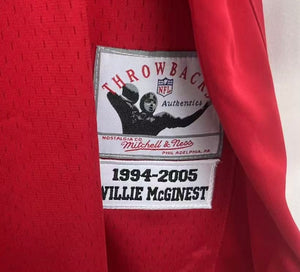 THROWBACKS
NFL
Authentics
NOSTALGIA CO.
Mitchell & Ness
PHILADELPHIA, PA.
1994-2005
WILLIE McGINEST